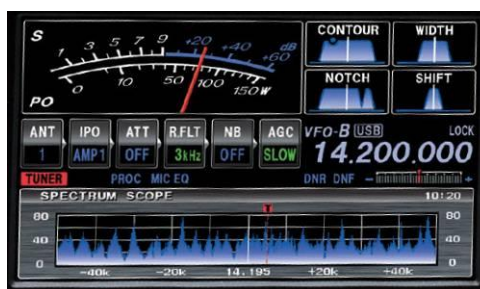 S
1 3 5 7 9 +20 +40 +60 dB
0 10 50 100 150W
PO
CONTOUR WIDTH
NOTCH SHIFT
ANT IPO ATT R.FLT NB AGC
1 AMP1 OFF 3kHz OFF SLOW
VFO-B USB LOCK
14.200.000
TUNER PROC MIC EQ DNR DNF - +
SPECTRUM SCOPE 10:20
T
80 80
40 40
0 0
-40k -20k 14.195 +20k +40k